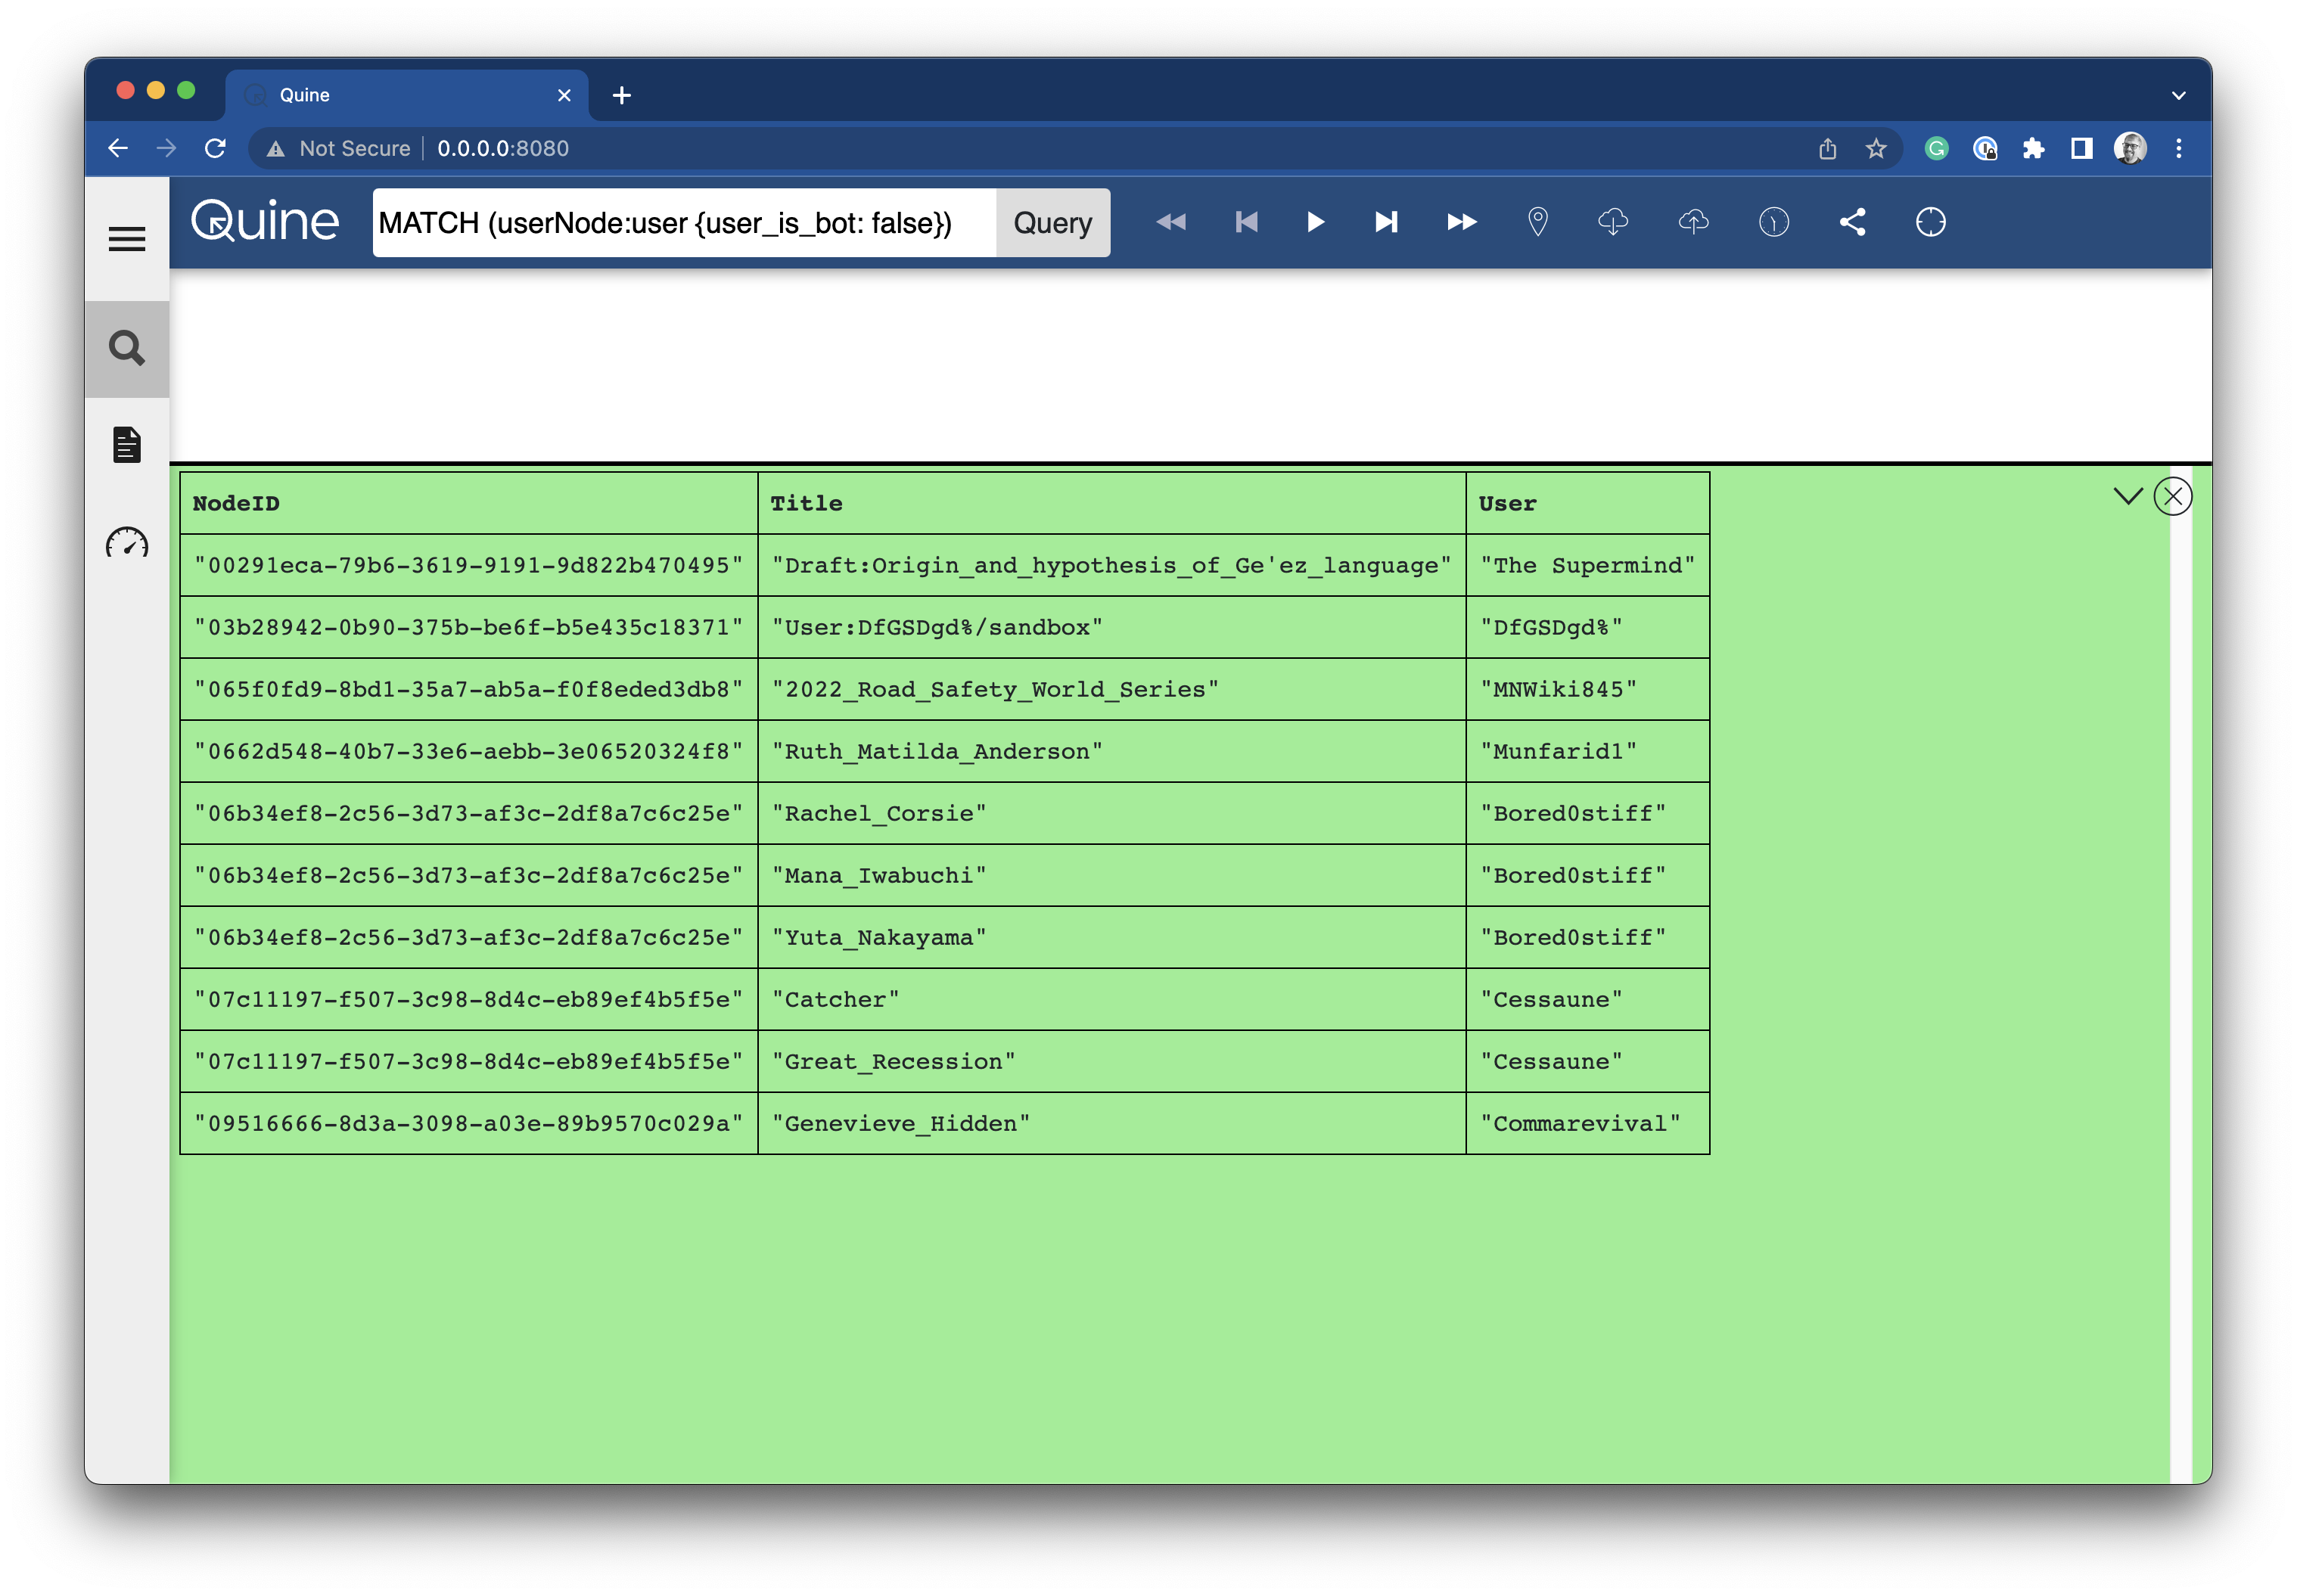 Quine
Not Secure 0.0.0.0:8080
Quine MATCH (userNode:user {user_is_bot: false}) Query
NodeID Title User
"00291eca-79b6-3619-9191-9d822b470495" "Draft:Origin_and_hypothesis_of_Ge'ez_language" "The Supermind"
"03b28942-0b90-375b-be6f-b5e435c18371" "User:DfGSDgd%/sandbox" "DfGSDgd%"
"065f0fd9-8bd1-35a7-ab5a-f0f8eded3db8" "2022_Road_Safety_World_Series" "MNWiki845"
"0662d548-40b7-33e6-aebb-3e06520324f8" "Ruth_Matilda_Anderson" "Munfarid1"
"06b34ef8-2c56-3d73-af3c-2df8a7c6c25e" "Rachel_Corsie" "Bored0stiff"
"06b34ef8-2c56-3d73-af3c-2df8a7c6c25e" "Mana_Iwabuchi" "Bored0stiff"
"06b34ef8-2c56-3d73-af3c-2df8a7c6c25e" "Yuta_Nakayama" "Bored0stiff"
"07c11197-f507-3c98-8d4c-eb89ef4b5f5e" "Catcher" "Cessaune"
"07c11197-f507-3c98-8d4c-eb89ef4b5f5e" "Great_Recession" "Cessaune"
"09516666-8d3a-3098-a03e-89b9570c029a" "Genevieve_Hidden" "Commarevival"